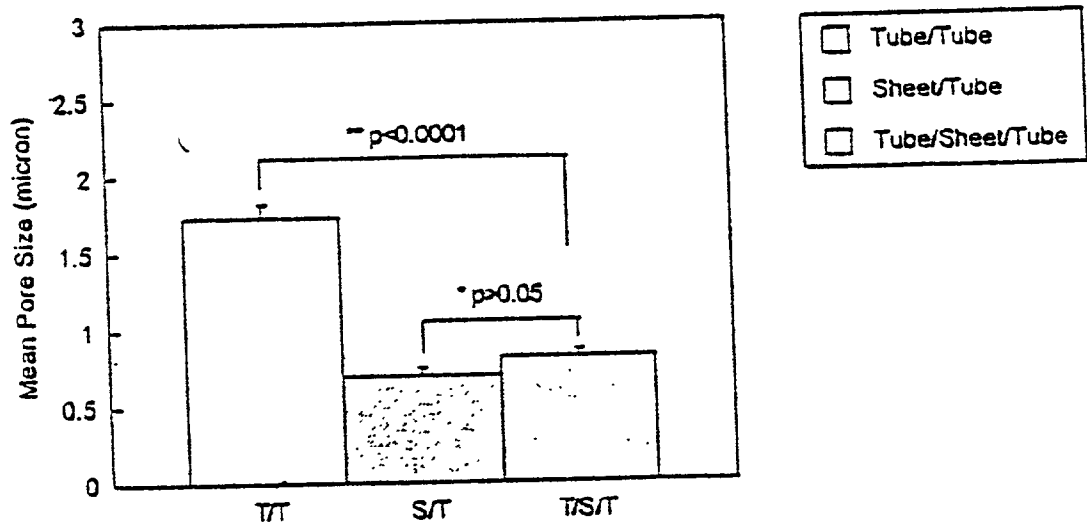 3
2.5
2
1.5
1
0.5
0
Mean Pore Size (micron)
** p<0.0001
* p>0.05
T/T
S/T
T/S/T
Tube/Tube
Sheet/Tube
Tube/Sheet/Tube